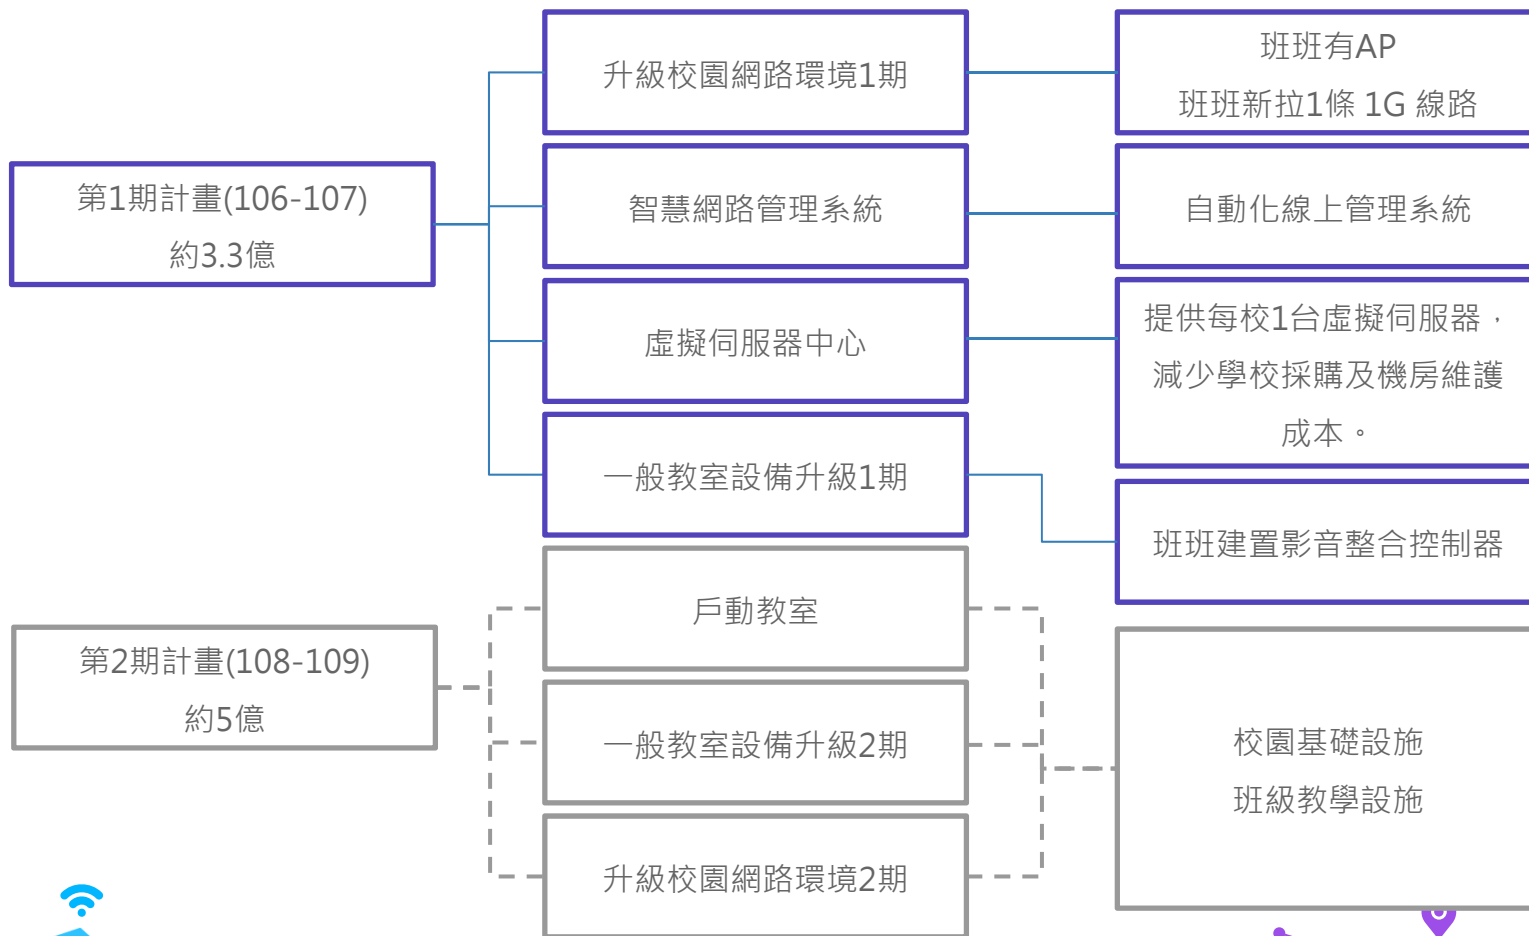 升級校園網路環境1期
班班有AP
班班新拉1條 1G 線路
第1期計畫(106-107)
約3.3億
智慧網路管理系統
自動化線上管理系統
虛擬伺服器中心
提供每校1台虛擬伺服器，
減少學校採購及機房維護
成本。
一般教室設備升級1期
班班建置影音整合控制器
戶動教室
第2期計畫(108-109)
約5億
一般教室設備升級2期
校園基礎設施
班級教學設施
升級校園網路環境2期